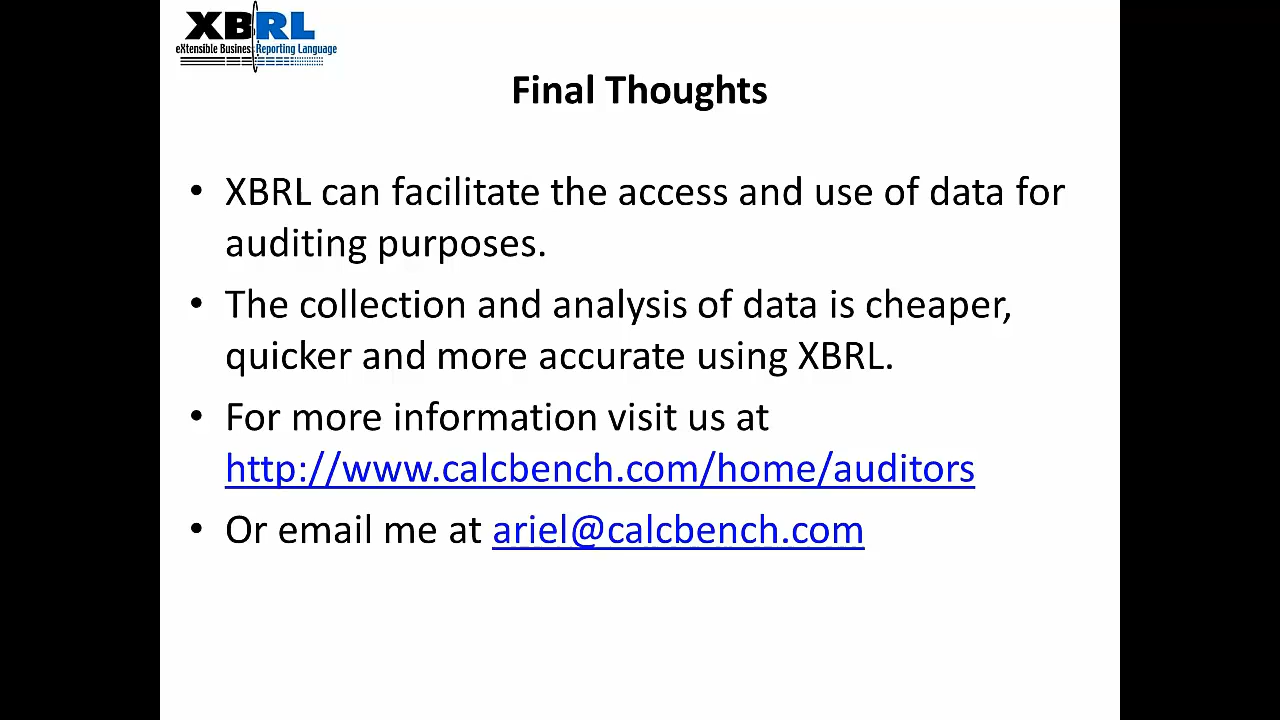 XBRL
eXtensible Business Reporting Language
Final Thoughts
• XBRL can facilitate the access and use of data for
auditing purposes.
• The collection and analysis of data is cheaper,
quicker and more accurate using XBRL.
• For more information visit us at
http://www.calcbench.com/home/auditors
• Or email me at ariel@calcbench.com